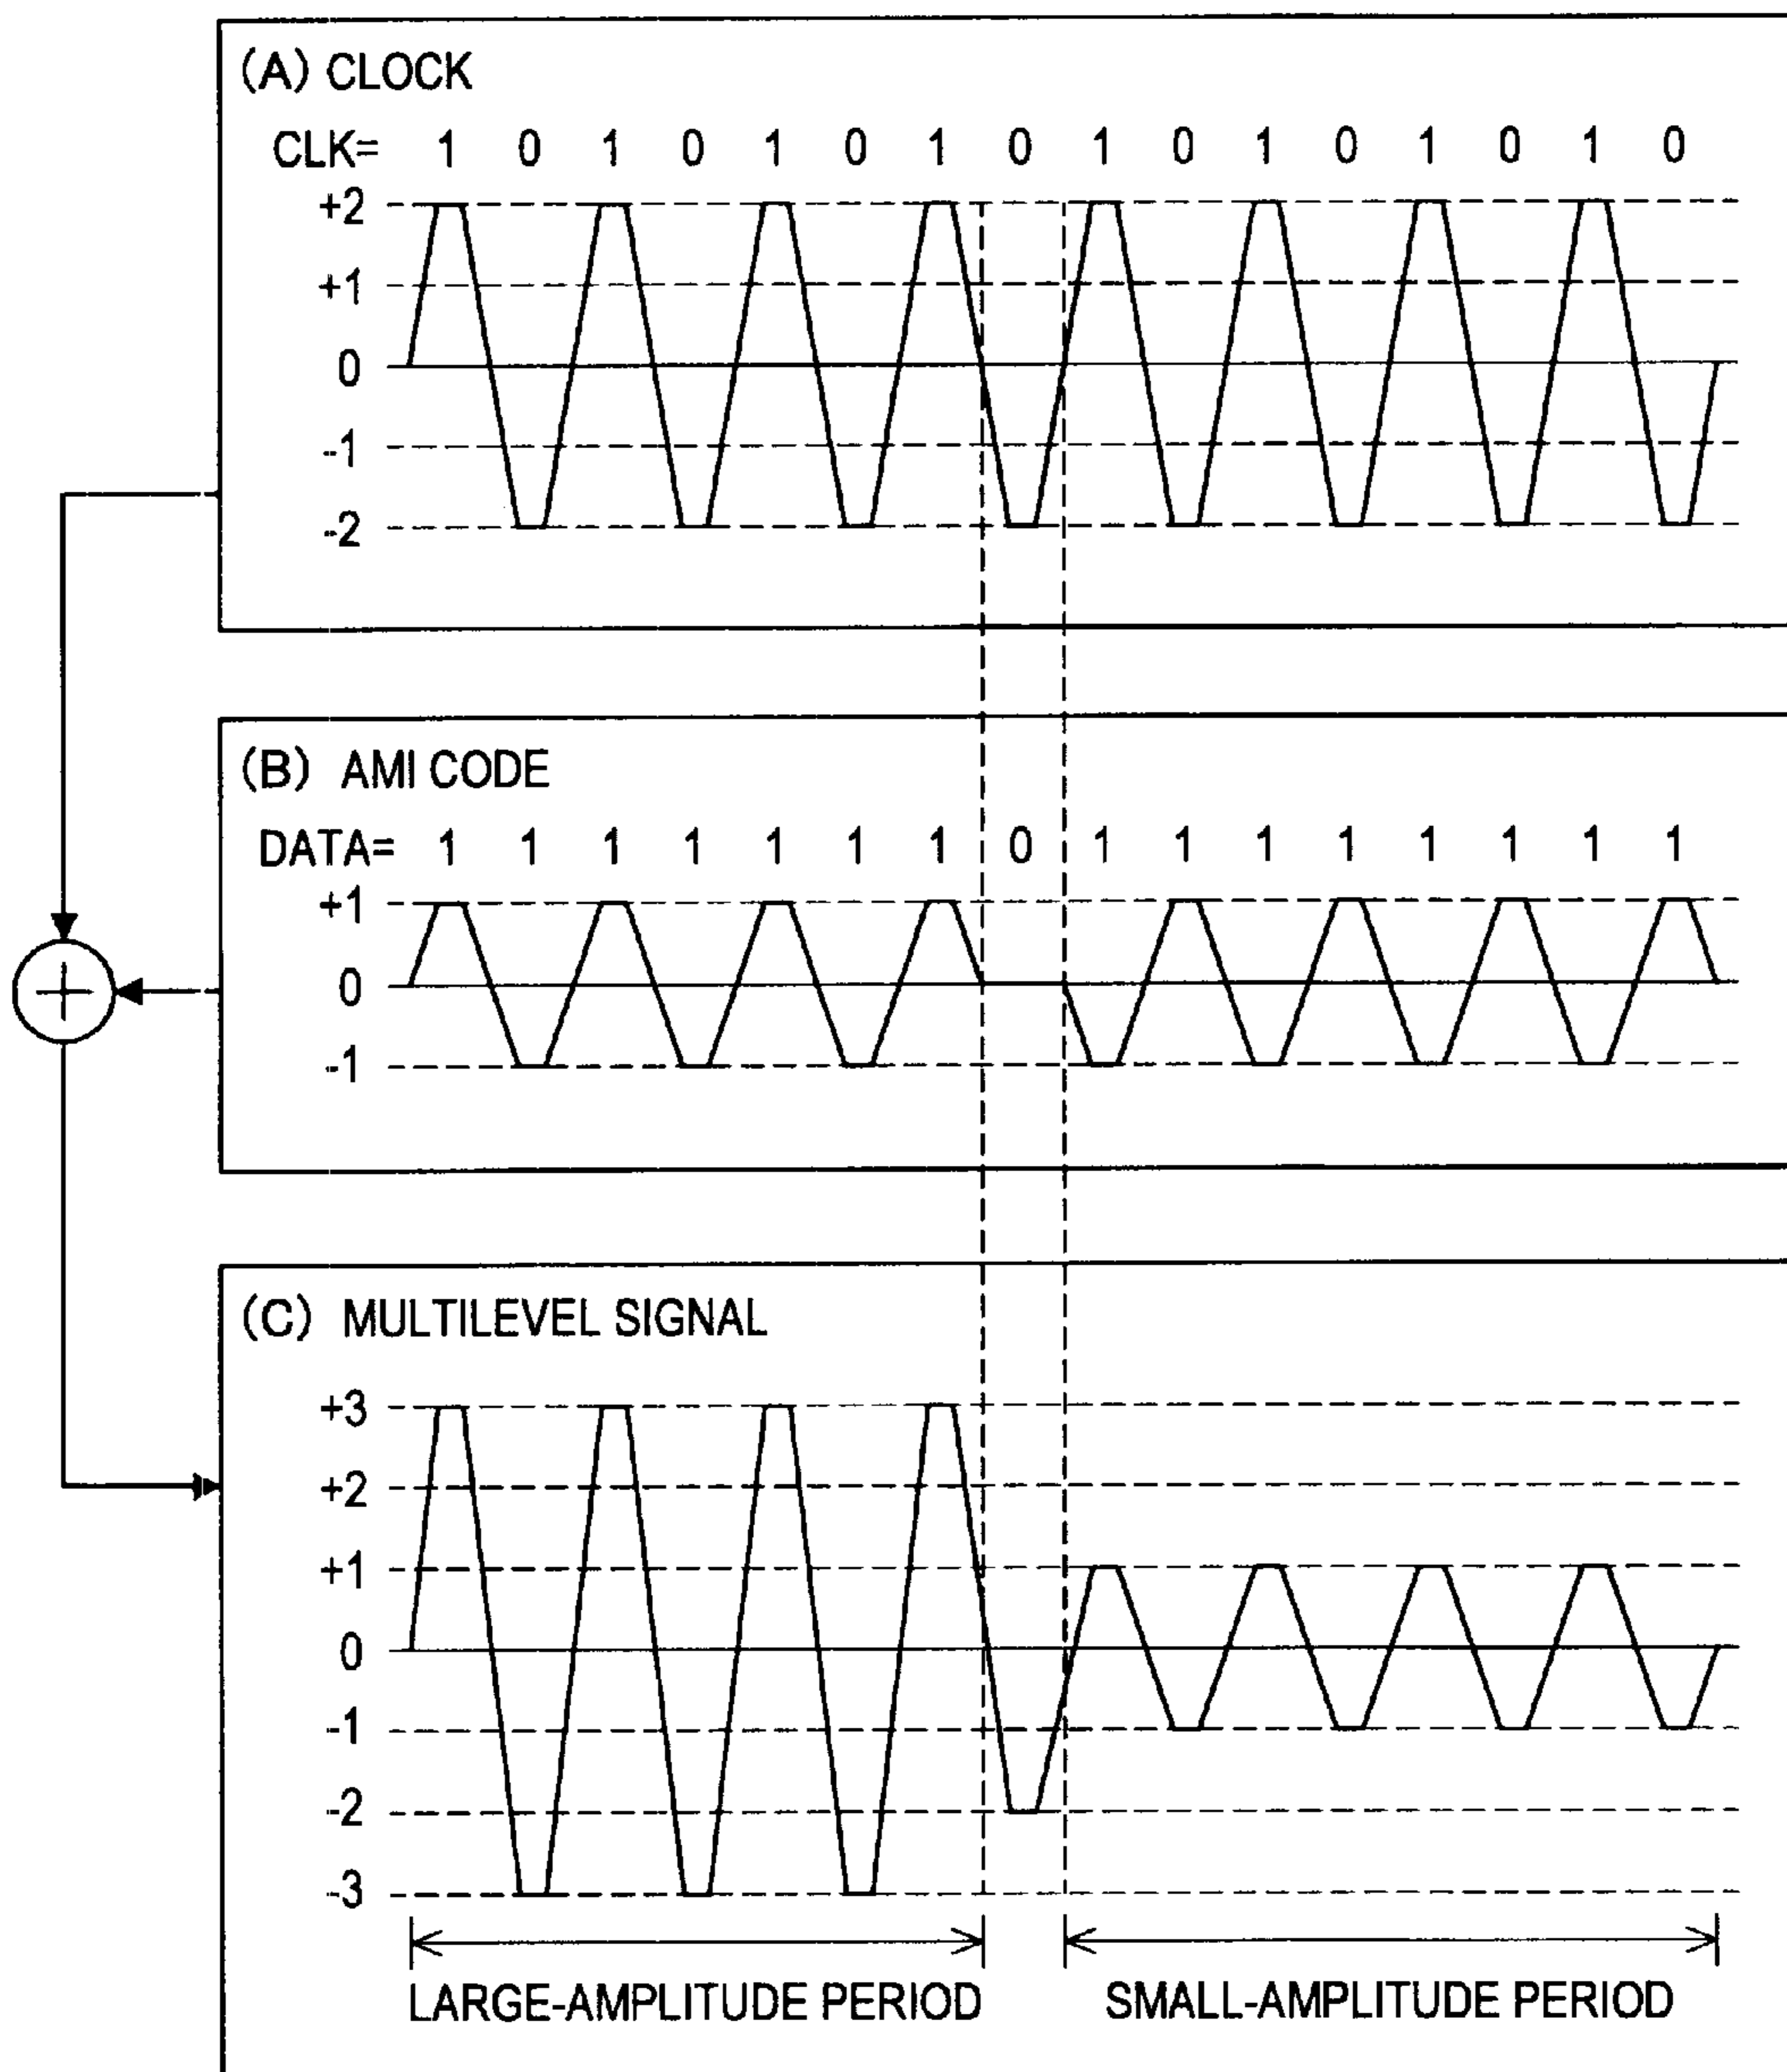 (A) CLOCK
CLK= 1 0 1 0 1 0 1 0 1 0 1 0 1 0 1 0
+2
+1
0
-1
-2
(B) AMI CODE
DATA= 1 1 1 1 1 1 1 0 1 1 1 1 1 1 1 1
+1
0
-1
(C) MULTILEVEL SIGNAL
+3
+2
+1
0
-1
-2
-3
LARGE-AMPLITUDE PERIOD SMALL-AMPLITUDE PERIOD